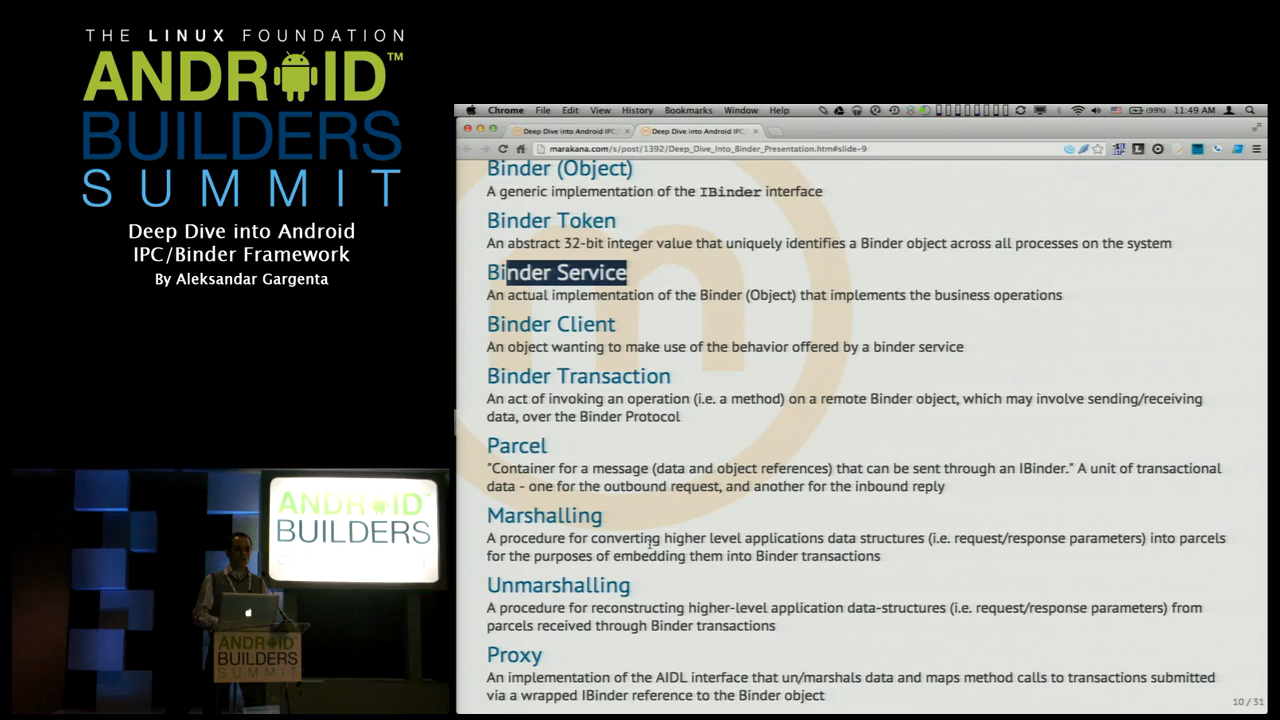 THE LINUX FOUNDATION
ANDROID™
BUILDERS
SUMMIT
Deep Dive into Android
IPC/Binder Framework
By Aleksandar Gargenta
ANDROID
BUILDERS
ANDROID
BUILDERS
SUMMIT
Chrome File Edit View History Bookmarks Window Help (99%) 11:49 AM
Deep Dive into Android IPC/ Deep Dive into Android IPC/
marakana.com/s/post/1392/Deep_Dive_Into_Binder_Presentation.htm#slide-9
Binder (Object)
A generic implementation of the IBinder interface
Binder Token
An abstract 32-bit integer value that uniquely identifies a Binder object across all processes on the system
Binder Service
An actual implementation of the Binder (Object) that implements the business operations
Binder Client
An object wanting to make use of the behavior offered by a binder service
Binder Transaction
An act of invoking an operation (i.e. a method) on a remote Binder object, which may involve sending/receiving
data, over the Binder Protocol
Parcel
"Container for a message (data and object references) that can be sent through an IBinder." A unit of transactional
data - one for the outbound request, and another for the inbound reply
Marshalling
A procedure for converting higher level applications data structures (i.e. request/response parameters) into parcels
for the purposes of embedding them into Binder transactions
Unmarshalling
A procedure for reconstructing higher-level application data-structures (i.e. request/response parameters) from
parcels received through Binder transactions
Proxy
An implementation of the AIDL interface that un/marshals data and maps method calls to transactions submitted
via a wrapped IBinder reference to the Binder object
10 / 31